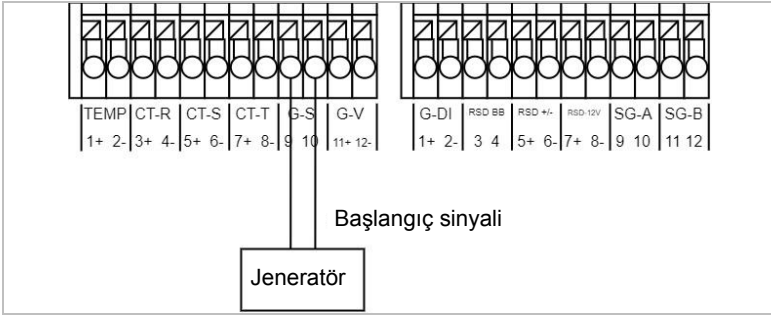 TEMP CT-R CT-S CT-T G-S G-V G-DI RSD BB RSD +/- RSD-12V SG-A SG-B
1+ 2- 3+ 4- 5+ 6- 7+ 8- 9 10 11+ 12- 1+ 2- 3 4 5+ 6- 7+ 8- 9 10 11 12
Başlangıç sinyali
Jeneratör